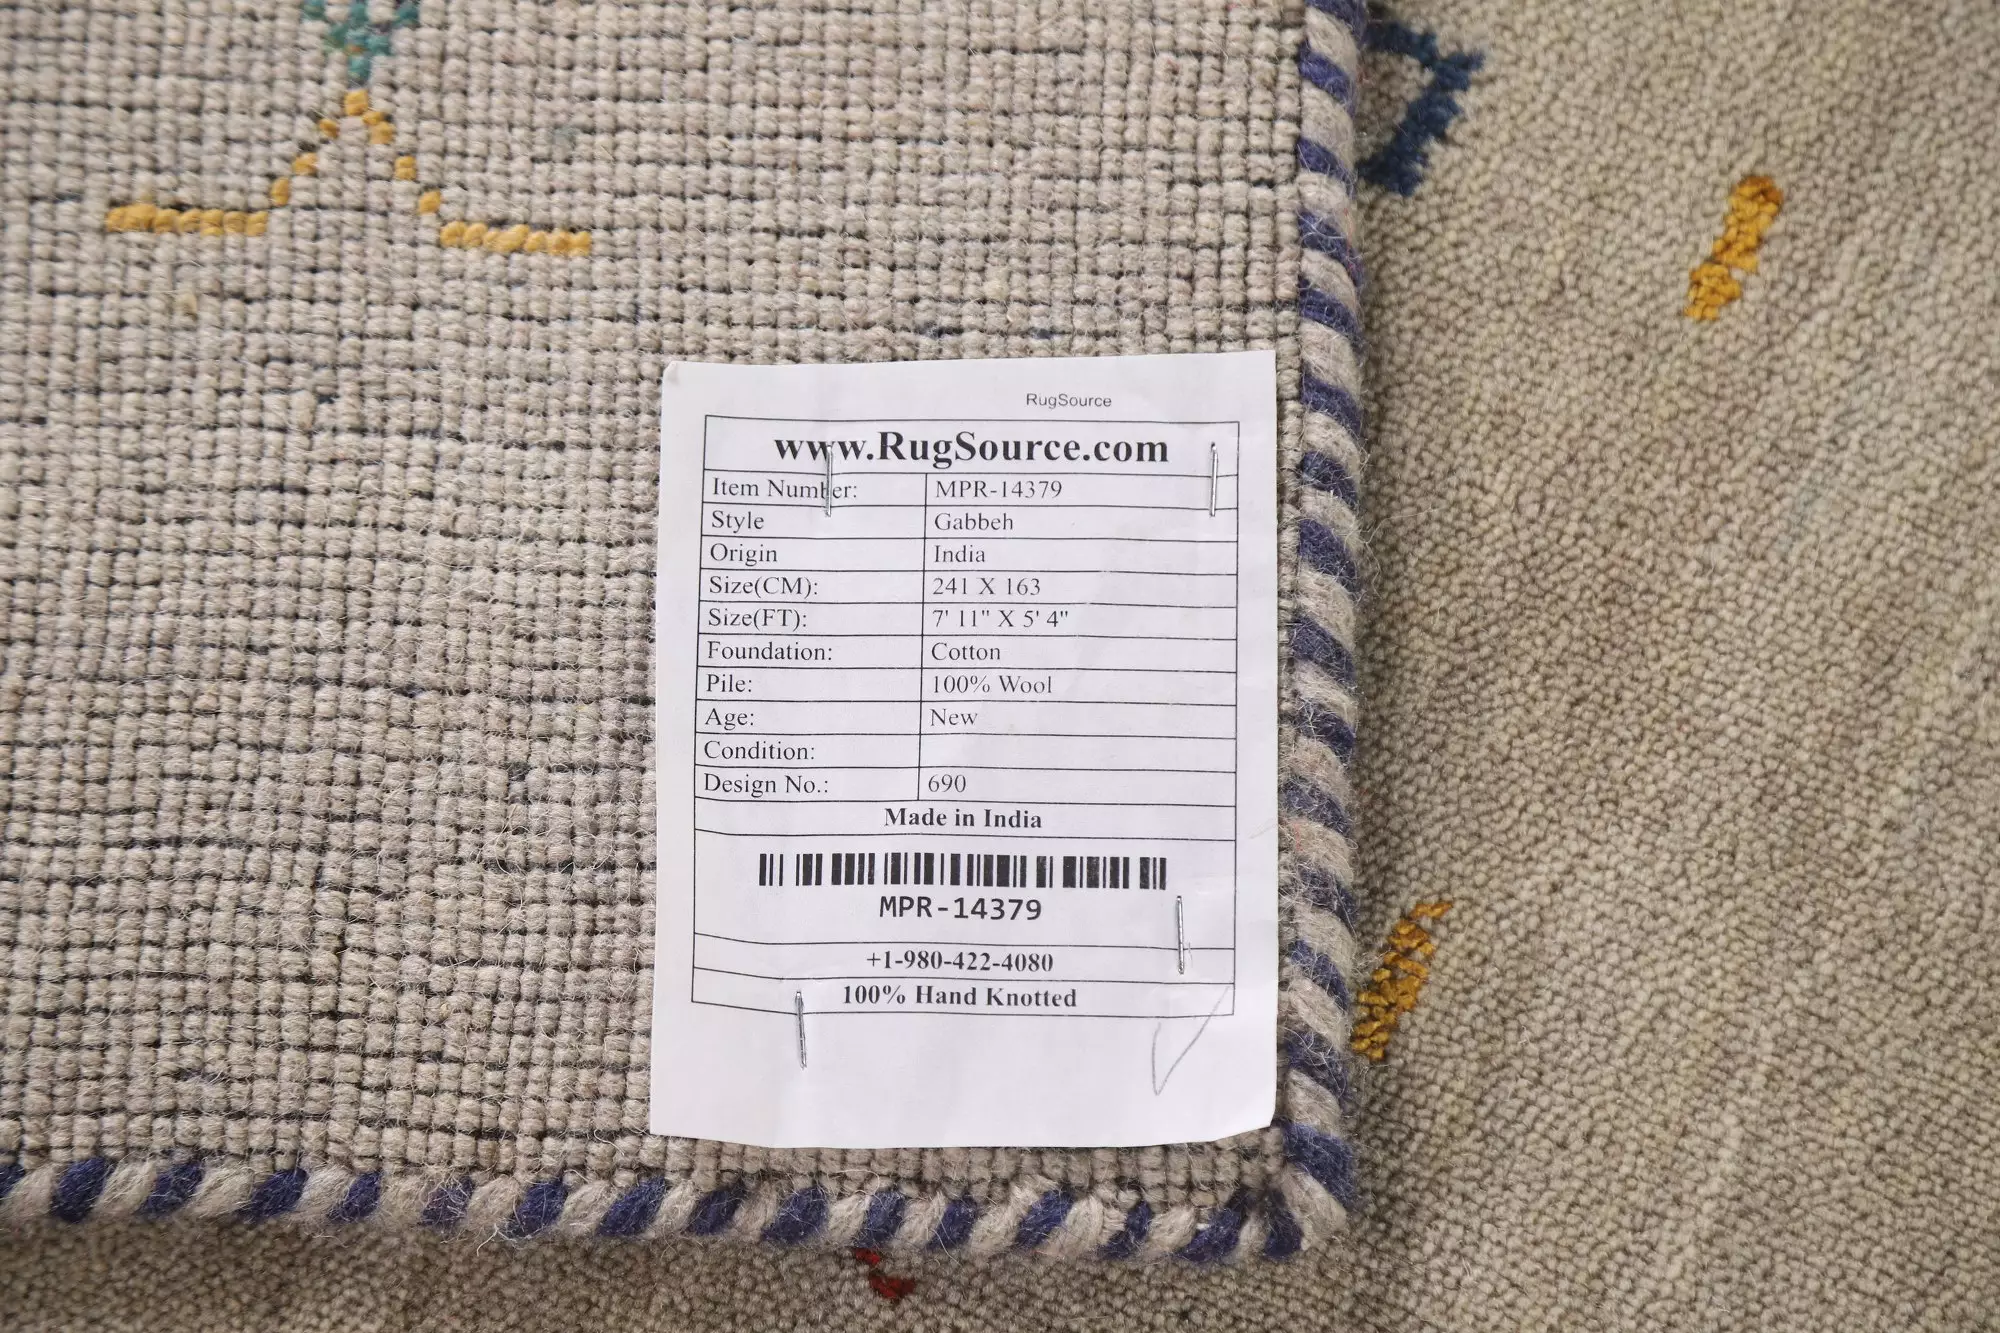 RugSource
www.RugSource.com
Item Number: MPR-14379
Style Gabbeh
Origin India
Size(CM): 241 X 163
Size(FT): 7' 11" X 5' 4"
Foundation: Cotton
Pile: 100% Wool
Age: New
Condition:
Design No.: 690
Made in India
MPR-14379
+1-980-422-4080
100% Hand Knotted